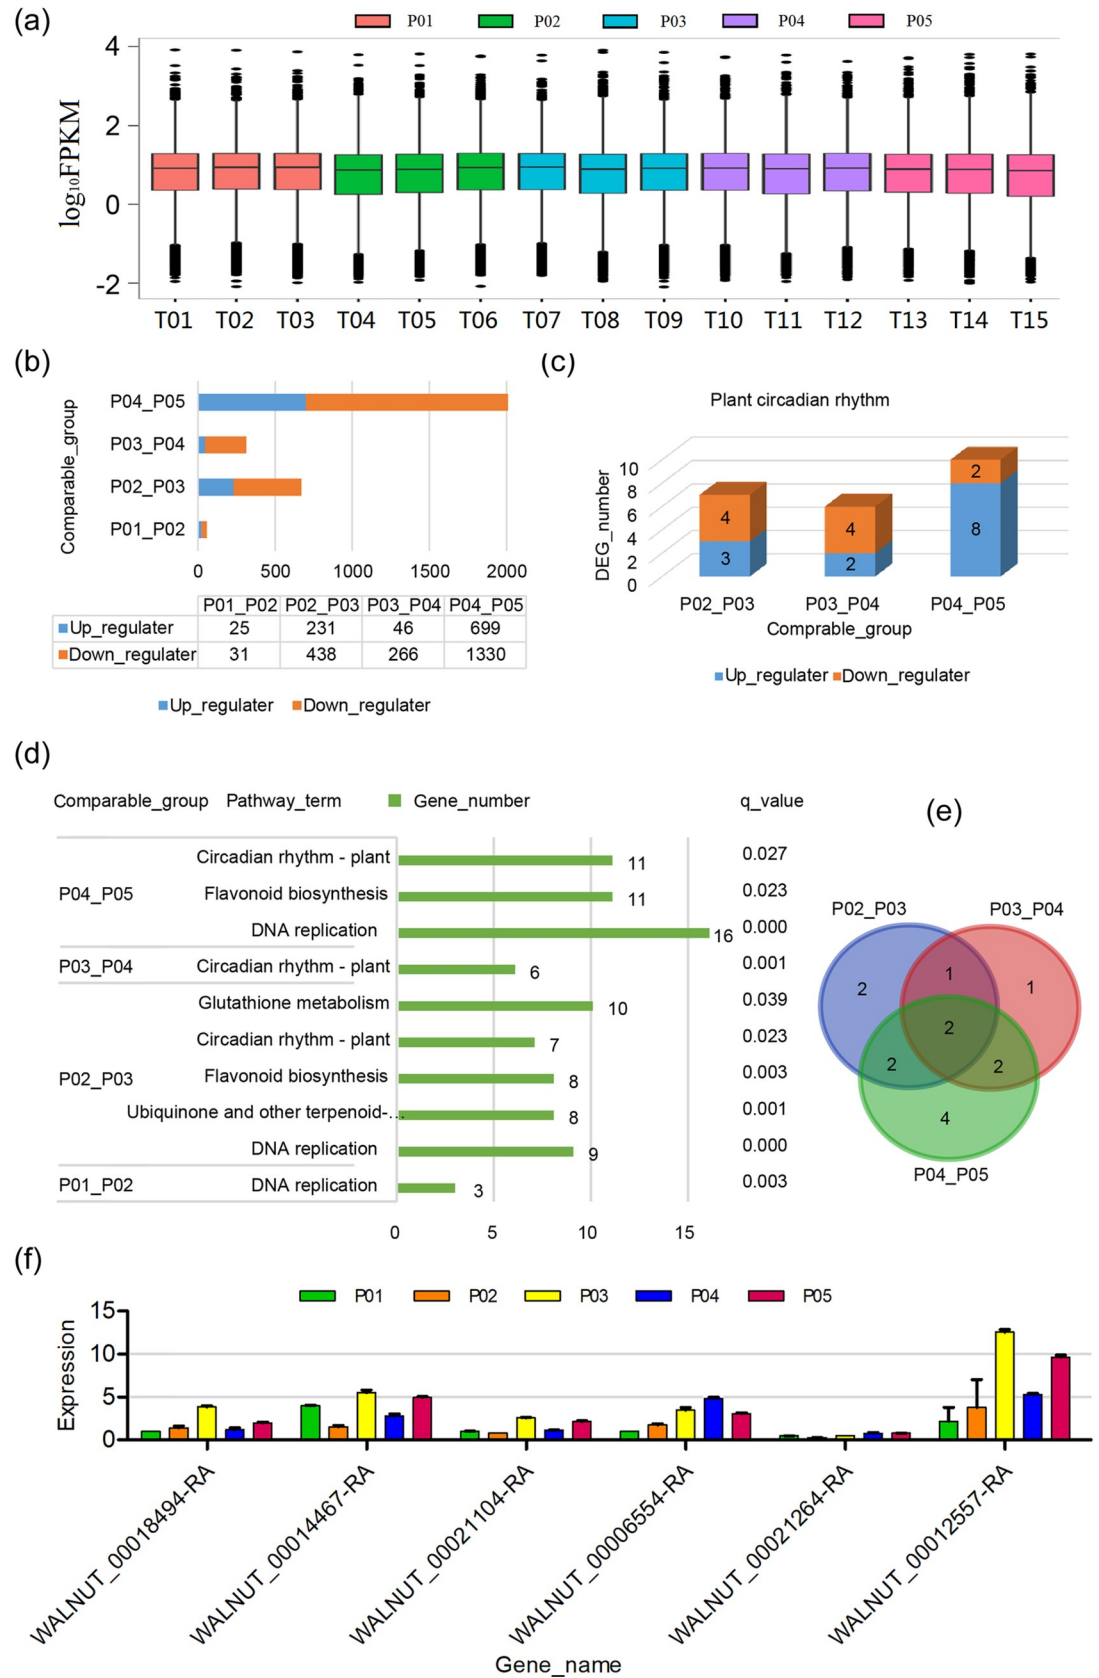 (a)
P01 P02 P03 P04 P05
log₁₀FPKM
4
2
0
-2
T01 T02 T03 T04 T05 T06 T07 T08 T09 T10 T11 T12 T13 T14 T15
(b)
Comparable_group
P04_P05
P03_P04
P02_P03
P01_P02
0 500 1000 1500 2000
P01_P02 P02_P03 P03_P04 P04_P05
Up_regulater 25 231 46 699
Down_regulater 31 438 266 1330
Up_regulater Down_regulater
(c)
Plant circadian rhythm
DEG_number
10
8
6
4
2
0
4 4 2
3 2 8
P02_P03 P03_P04 P04_P05
Comprable_group
Up_regulater Down_regulater
(d)
Comparable_group Pathway_term Gene_number q_value
Circadian rhythm - plant 11 0.027
P04_P05 Flavonoid biosynthesis 11 0.023
DNA replication 16 0.000
P03_P04 Circadian rhythm - plant 6 0.001
Glutathione metabolism 10 0.039
Circadian rhythm - plant 7 0.023
P02_P03 Flavonoid biosynthesis 8 0.003
Ubiquinone and other terpenoid-... 8 0.001
DNA replication 9 0.000
P01_P02 DNA replication 3 0.003
0 5 10 15
(e)
P02_P03 P03_P04
2 1 1
2
2 2
4
P04_P05
(f)
P01 P02 P03 P04 P05
Expression
15
10
5
0
WALNUT_00018494-RA
WALNUT_00014467-RA
WALNUT_00021104-RA
WALNUT_00006554-RA
WALNUT_00021264-RA
WALNUT_00012557-RA
Gene_name